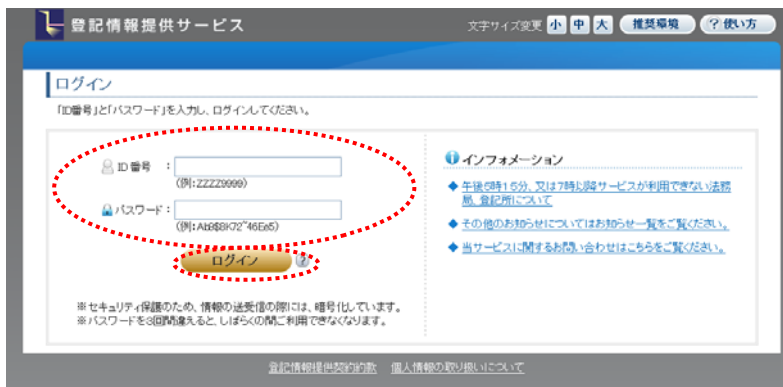 登記情報提供サービス
文字サイズ変更 小 中 大 推奨環境 ? 使い方
ログイン
「ID番号」と「パスワード」を入力し、ログインしてください。
ID番号 :
(例:ZZZZ9999)
パスワード :
ログイン ?
※セキュリティ保護のため、情報の送受信の際には、暗号化しています。
※パスワードを3回間違えると、しばらくの間ご利用できなくなります。
インフォメーション
◆ 午後5時15分、又は7時以降サービスが利用できない法務
局、登記所について
◆ その他のお知らせについてはお知らせ一覧をご覧ください。
◆ 当サービスに関するお問い合わせはこちらをご覧ください。
登記情報提供契約約款 個人情報の取り扱いについて